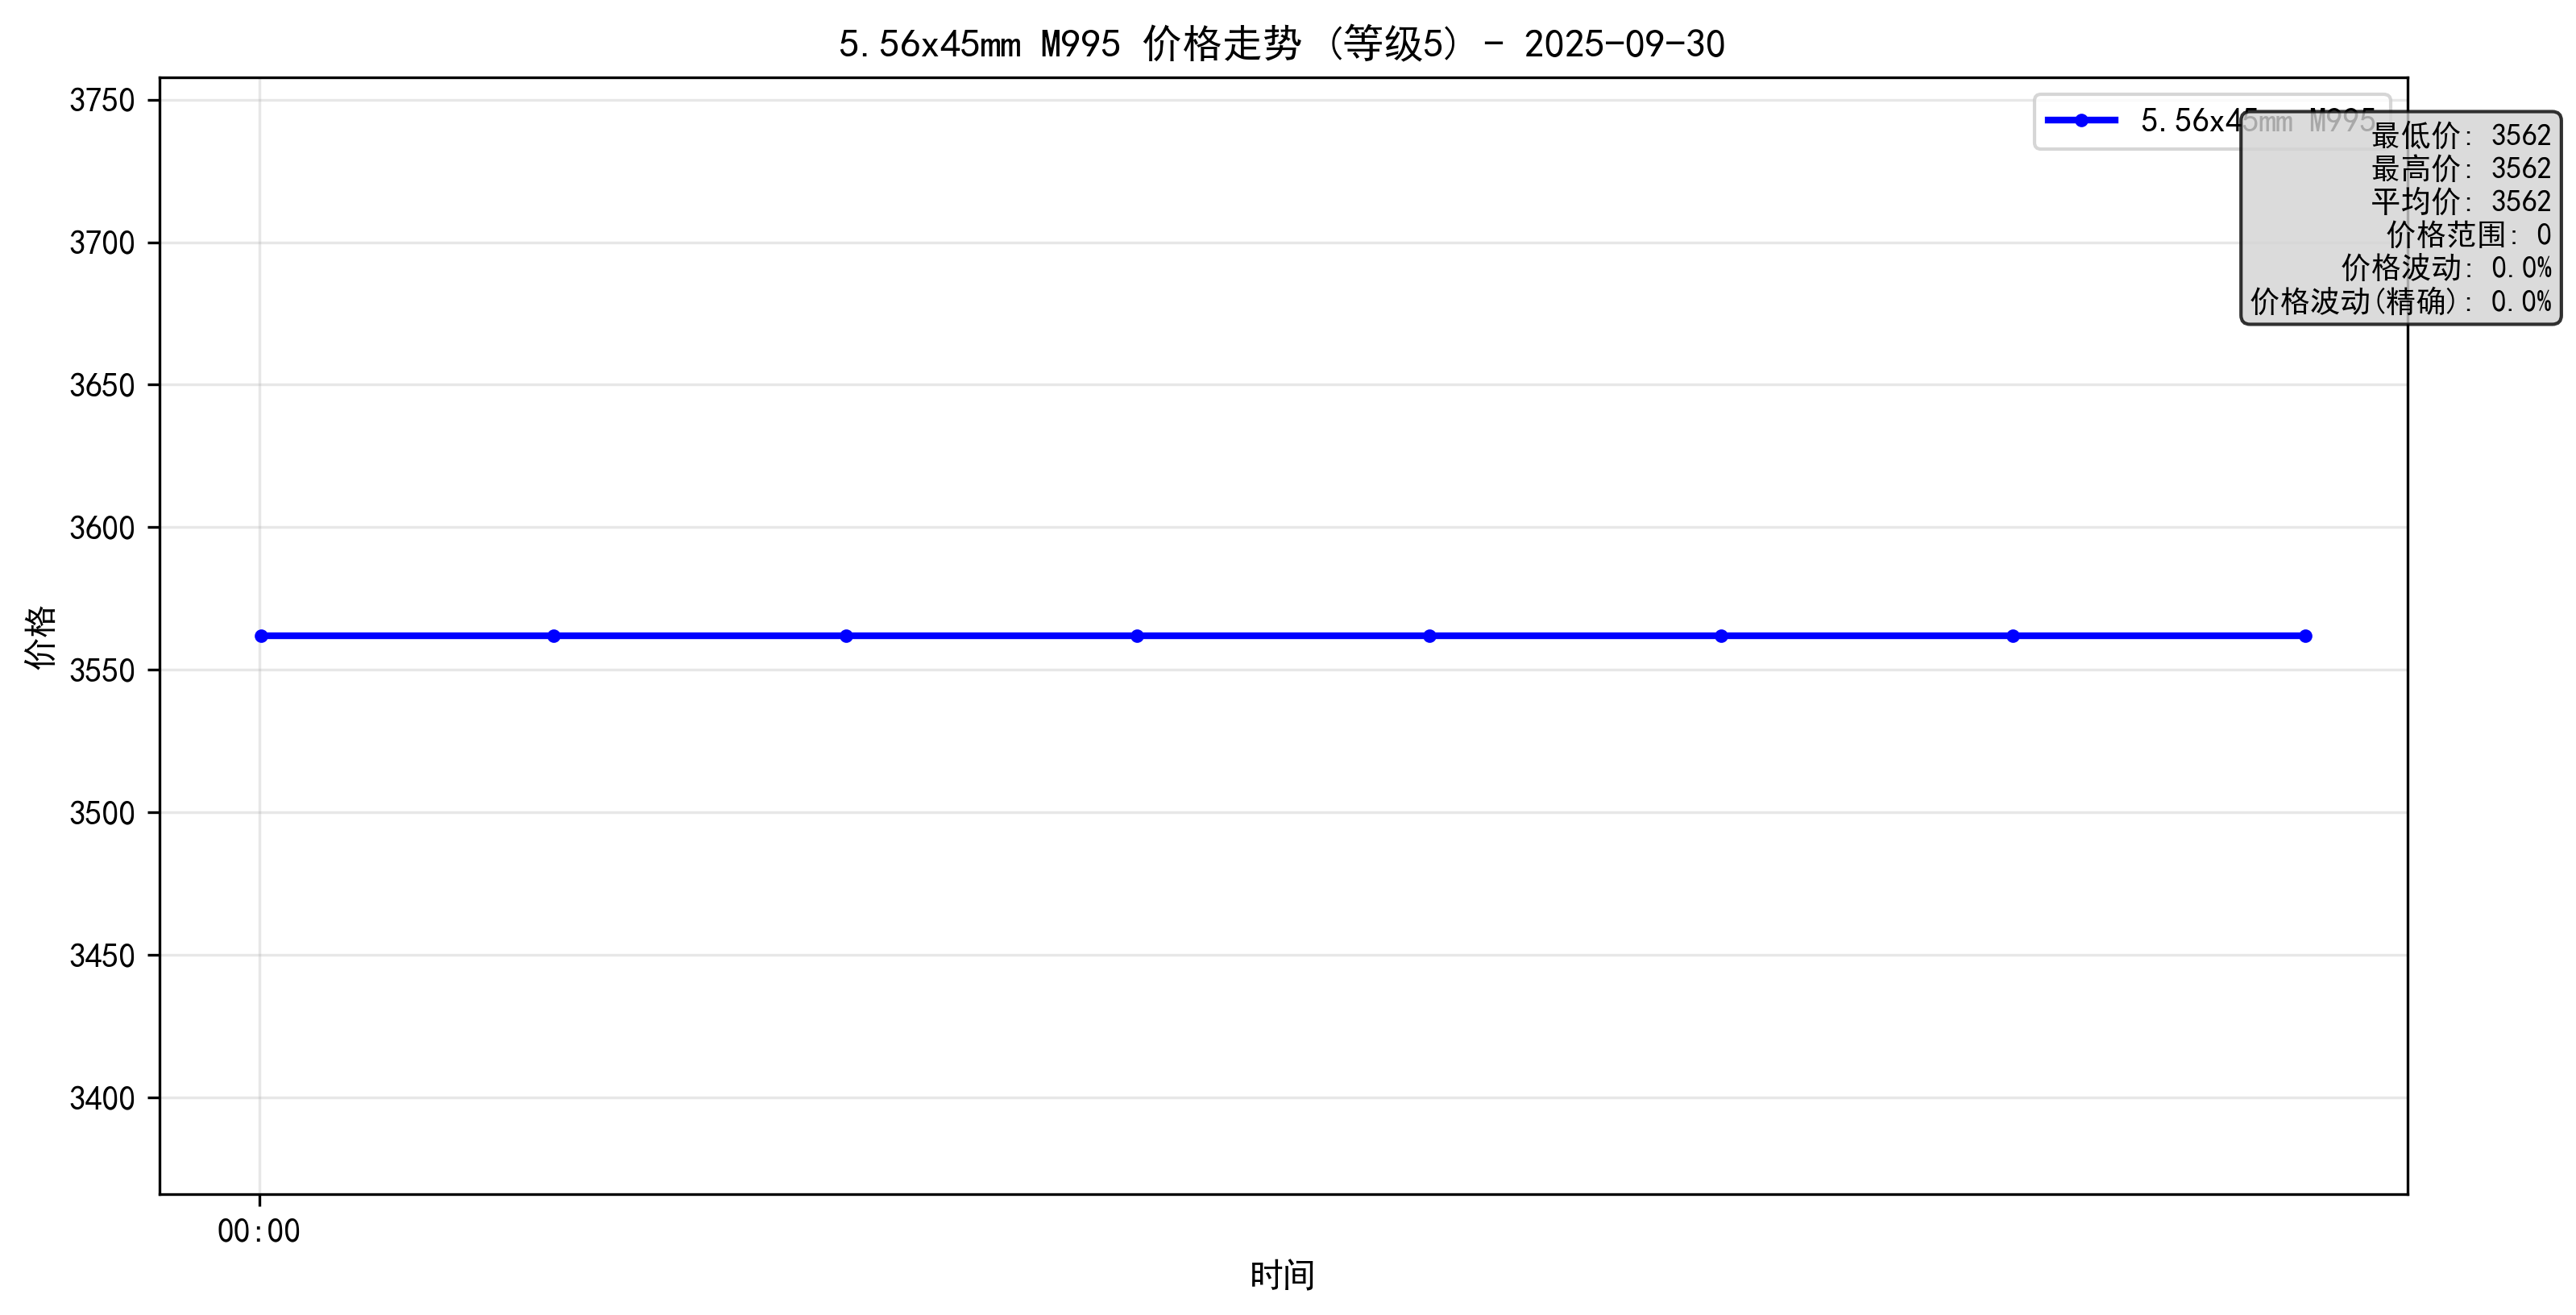 5.56x45mm M995 价格走势 (等级5) - 2025-09-30
价格
3750
3700
3650
3600
3550
3500
3450
3400
5.56x45mm M995
最低价: 3562
最高价: 3562
平均价: 3562
价格范围: 0
价格波动: 0.0%
价格波动(精确): 0.0%
00:00
时间